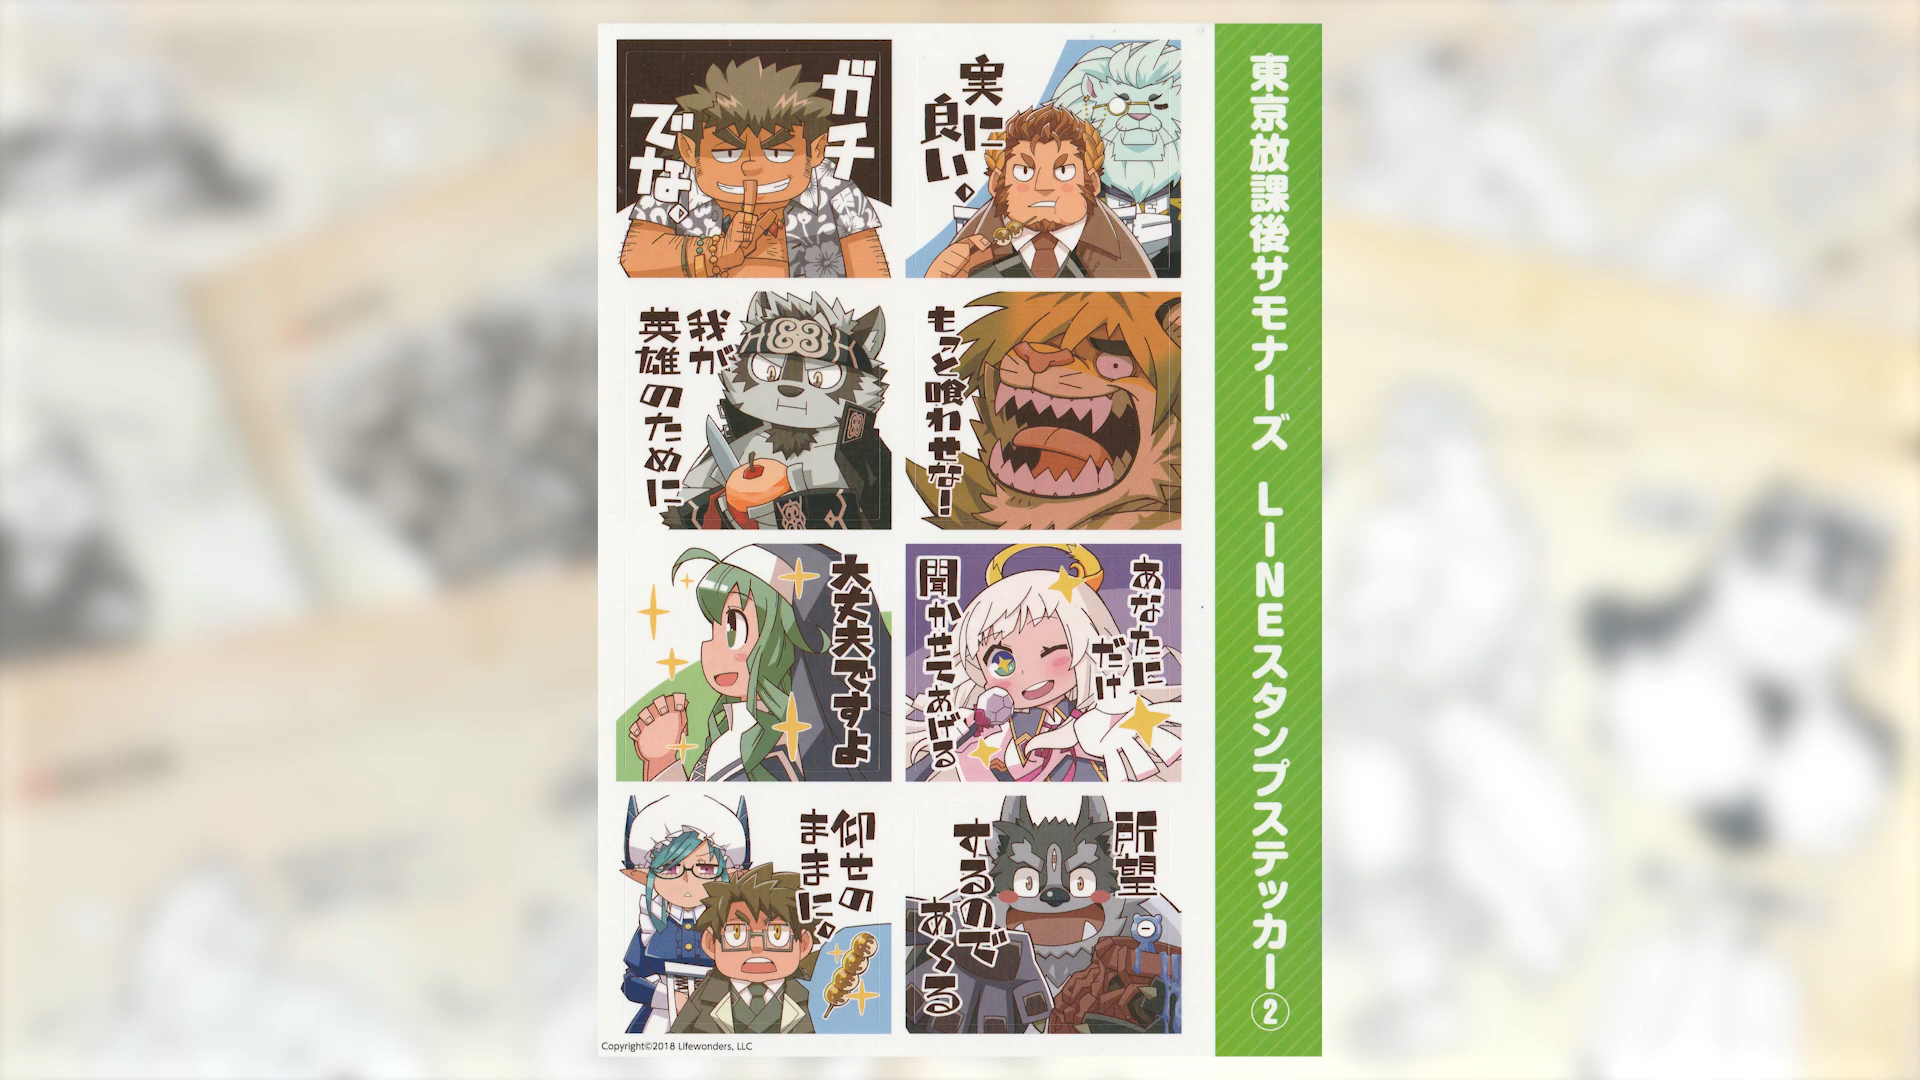 東京放課後サモナーズ LINEスタンプステッカー②
ガチ
でな。
実に
良い。
我が
英雄のために
もっと喰わせな!
大丈夫ですよ
あなたに
だけ
聞かせてあげる
仰せの
ままに。
所望
するので
あ〜る
Copyright©2018 Lifewonders, LLC